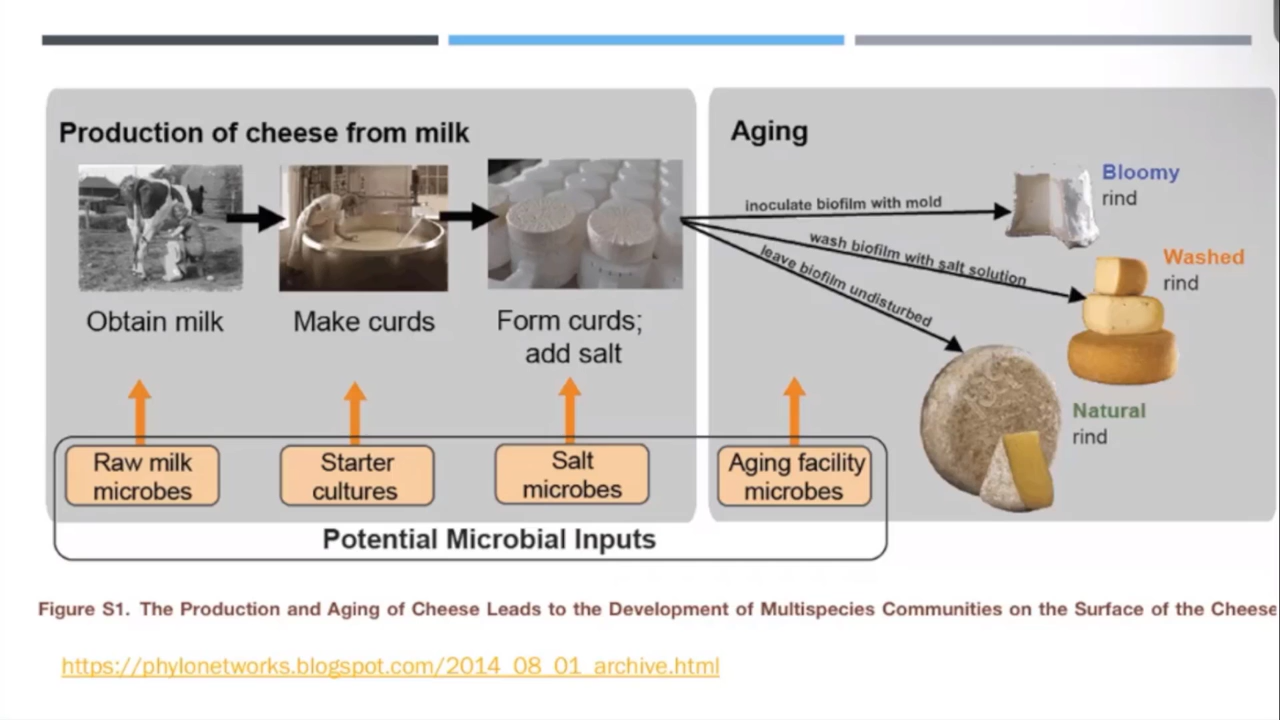 Production of cheese from milk
Obtain milk
Make curds
Form curds;
add salt
Raw milk
microbes
Starter
cultures
Salt
microbes
Aging facility
microbes
Potential Microbial Inputs
Aging
inoculate biofilm with mold
wash biofilm with salt solution
leave biofilm undisturbed
Bloomy
rind
Washed
rind
Natural
rind
Figure S1. The Production and Aging of Cheese Leads to the Development of Multispecies Communities on the Surface of the Cheese
https://phylonetworks.blogspot.com/2014_08_01_archive.html